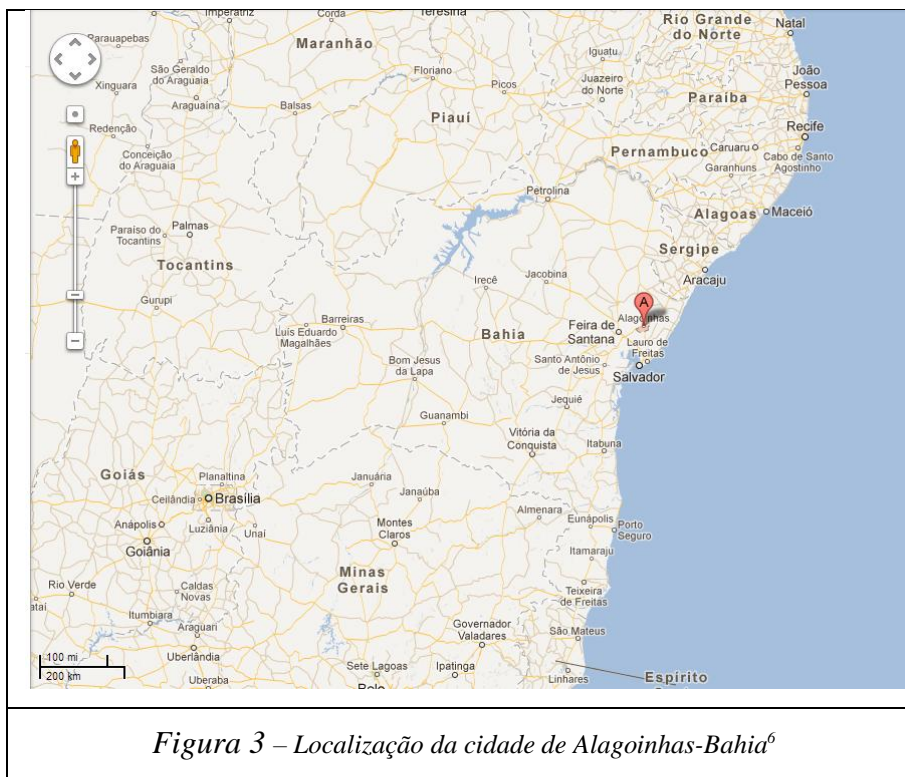 Imperatriz
Corda
Teresina
Rio Grande
do Norte
Natal
Parauapebas
Maranhão
São Geraldo
do Araguaia
Floriano
Iguatu
João
Pessoa
Xinguara
Araguaína
Balsas
Picos
Juazeiro
do Norte
Paraíba
Piauí
Redenção
Recife
Conceição
do Araguaia
Pernambuco
Caruaru
Cabo de Santo
Agostinho
Garanhuns
Petrolina
Alagoas
Maceió
Paraíso do
Tocantins
Palmas
Sergipe
Tocantins
Irecê
Jacobina
Aracaju
Gurupi
A
Alagoinhas
Barreiras
Luís Eduardo
Magalhães
Bahia
Feira de
Santana
Lauro de
Freitas
Bom Jesus
da Lapa
Santo Antônio
de Jesus
Salvador
Jequié
Guanambi
Vitória da
Conquista
Itabuna
Goiás
Planaltina
Januária
Ceilândia
Brasília
Janaúba
Almenara
Eunápolis
Porto
Seguro
Anápolis
Luziânia
Unaí
Montes
Claros
Goiânia
Itamaraju
Minas
Gerais
Rio Verde
Caldas
Novas
Teixeira
de Freitas
Itumbiara
Araguari
Governador
Valadares
São Mateus
Uberlândia
100 mi
200 km
Uberaba
Sete Lagoas
Ipatinga
Linhares
Espírito
Figura 3 – Localização da cidade de Alagoinhas-Bahia⁶